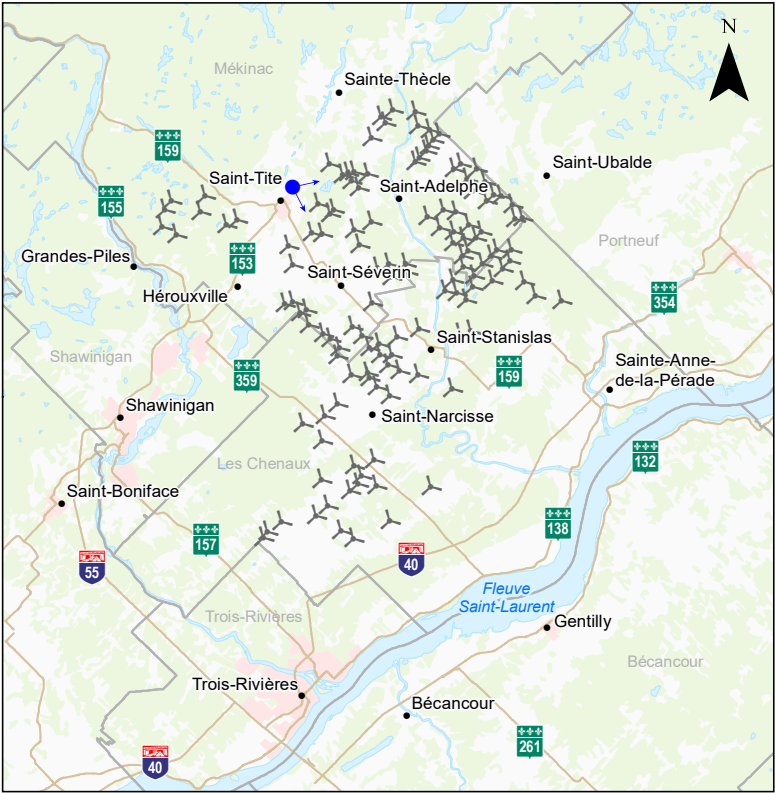 N
Mékinac
Sainte-Thècle
159
Saint-Ubalde
Saint-Tite
Saint-Adelphe
155
Portneuf
Grandes-Piles
153
Saint-Séverin
Hérouxville
354
Saint-Stanislas
Shawinigan
359
159
Sainte-Anne-
de-la-Pérade
Shawinigan
Saint-Narcisse
132
Les Chenaux
Saint-Boniface
138
157
40
55
Fleuve
Saint-Laurent
Trois-Rivières
Gentilly
Bécancour
Trois-Rivières
Bécancour
261
40